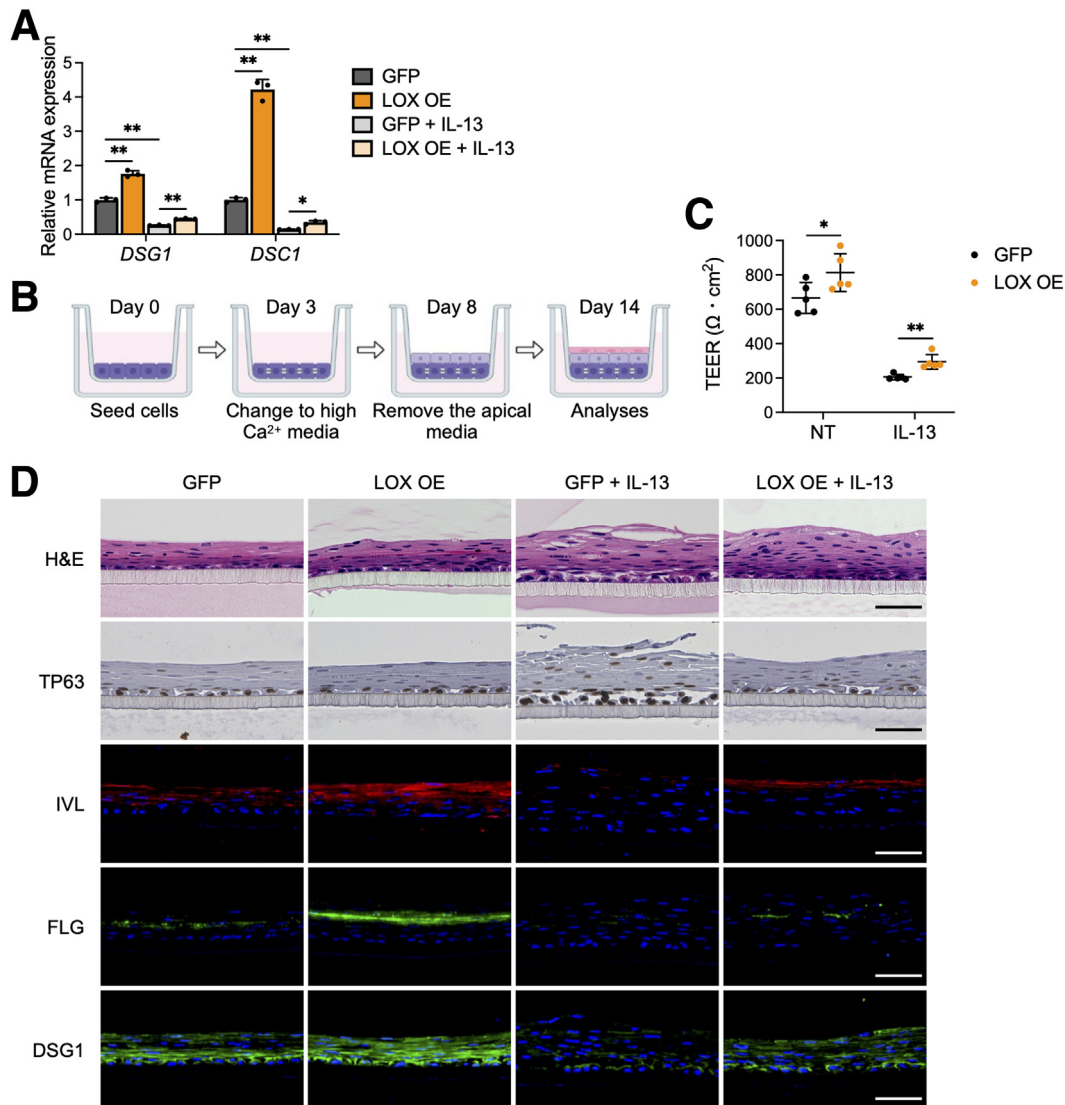 A
Relative mRNA expression
5
4
3
2
1
0
** ** **
** ** *
DSG1 DSC1
GFP
LOX OE
GFP + IL-13
LOX OE + IL-13
B
Day 0 Day 3 Day 8 Day 14
Seed cells Change to high Remove the apical Analyses
Ca²⁺ media media
C
TEER (Ω · cm²)
1000
800
600
400
200
0
*
**
NT IL-13
GFP
LOX OE
D
GFP LOX OE GFP + IL-13 LOX OE + IL-13
H&E
TP63
IVL
FLG
DSG1